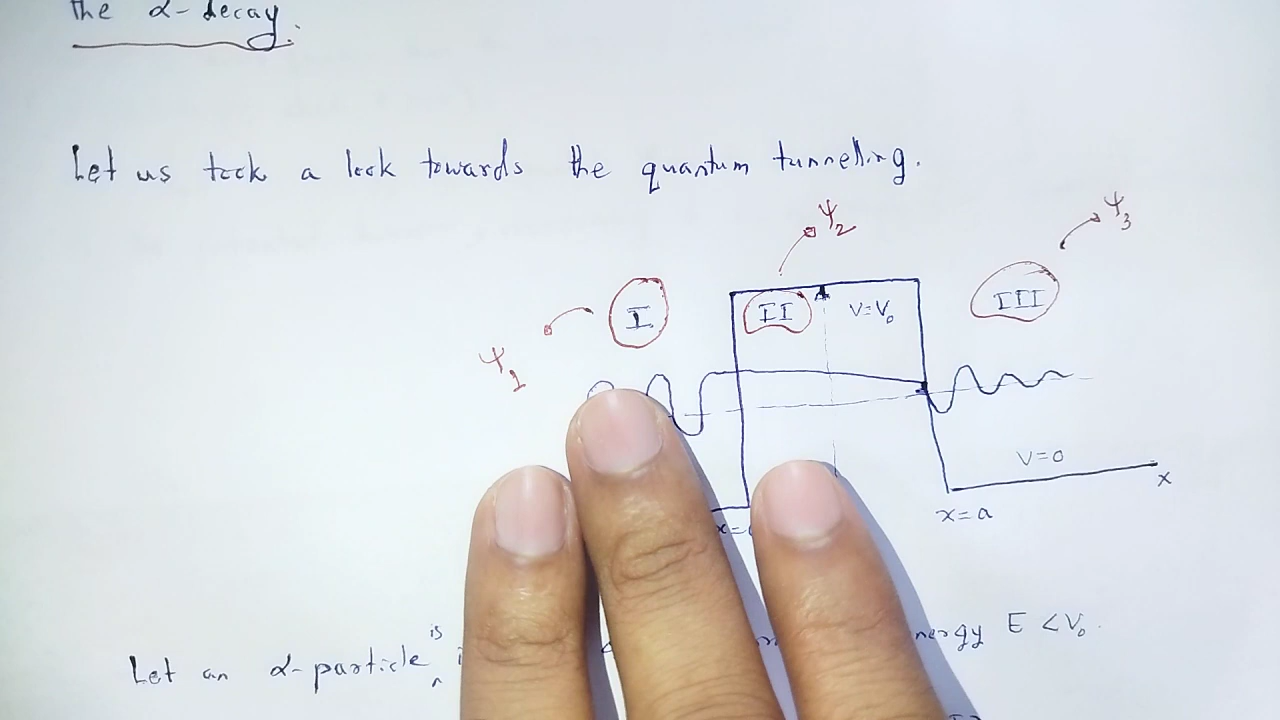 the α-decay.
Let us took a look towards the quantum tunnelling.
Ψ2
Ψ3
I
II
V=V₀
III
Ψ1
V=0
x
x=
x=a
is
Let an α-particle
E <V₀.